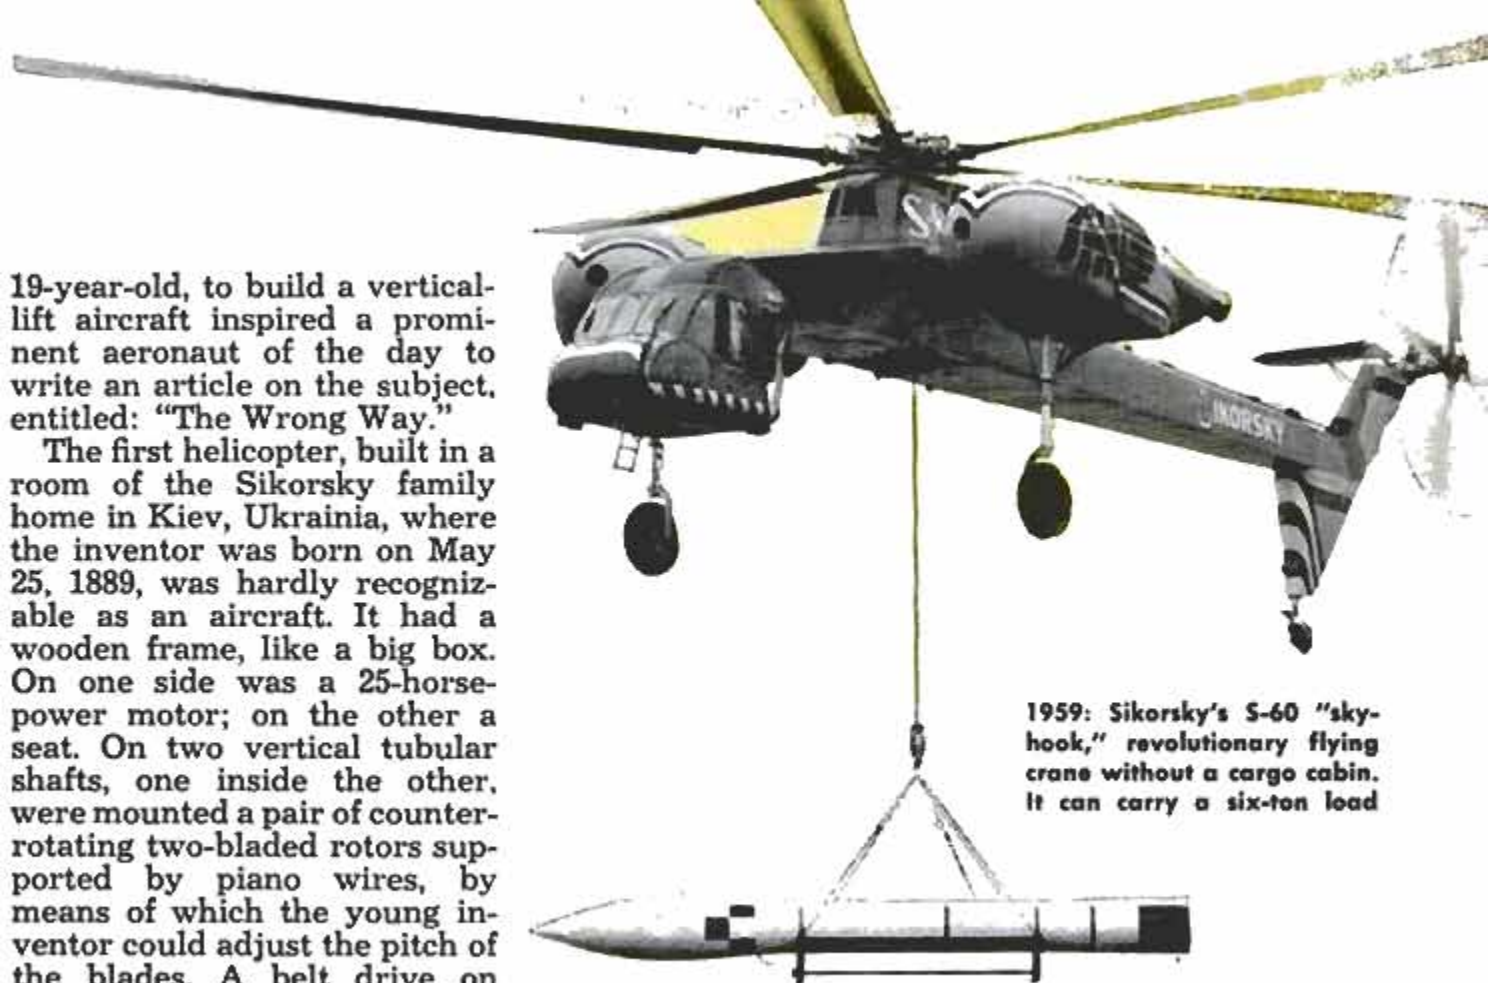 19-year-old, to build a vertical-
lift aircraft inspired a promi-
nent aeronaut of the day to
write an article on the subject,
entitled: “The Wrong Way.”
The first helicopter, built in a
room of the Sikorsky family
home in Kiev, Ukrainia, where
the inventor was born on May
25, 1889, was hardly recogniz-
able as an aircraft. It had a
wooden frame, like a big box.
On one side was a 25-horse-
power motor; on the other a
seat. On two vertical tubular
shafts, one inside the other,
were mounted a pair of counter-
rotating two-bladed rotors sup-
ported by piano wires, by
means of which the young in-
ventor could adjust the pitch of
the blades. A belt drive on
IKORSKY
1959: Sikorsky's S-60 "sky-
hook," revolutionary flying
crane without a cargo cabin.
It can carry a six-ton load